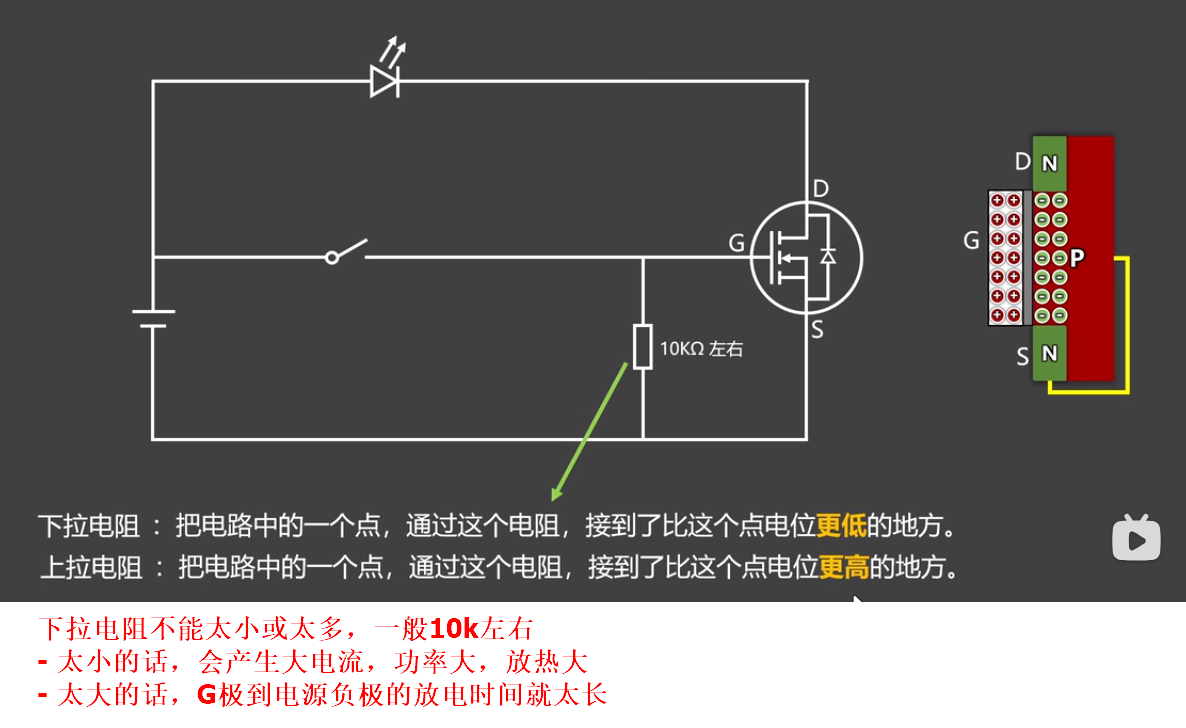 D
G
S
10KΩ 左右
D
N
G
P
S
N
下拉电阻 ： 把电路中的一个点，通过这个电阻，接到了比这个点电位更低的地方。
上拉电阻 ： 把电路中的一个点，通过这个电阻，接到了比这个点电位更高的地方。
下拉电阻不能太小或太多，一般10k左右
- 太小的话，会产生大电流，功率大，放热大
- 太大的话，G极到电源负极的放电时间就太长